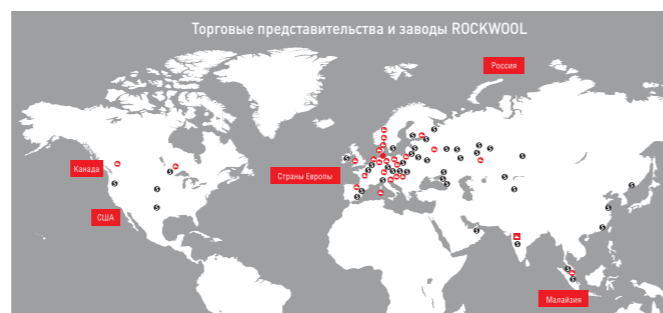 Торговые представительства и заводы ROCKWOOL
Россия
Канада
Страны Европы
США
Малайзия